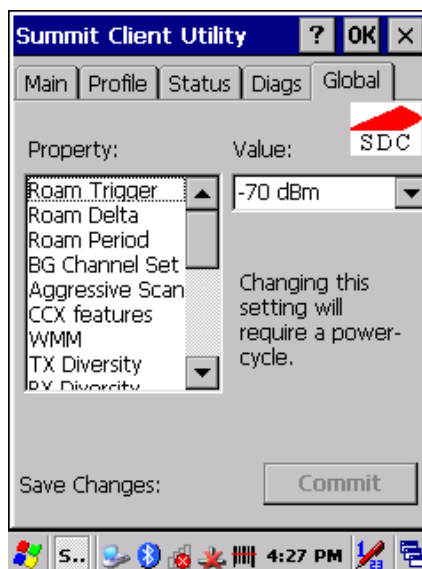 Summit Client Utility ? OK ×
Main Profile Status Diags Global
SDC
Property: Value:
Roam Trigger
Roam Delta
Roam Period
BG Channel Set
Aggressive Scan
CCX features
WMM
TX Diversity
RX Diversity
-70 dBm
Changing this
setting will
require a power-
cycle.
Save Changes: Commit
S.. 4:27 PM